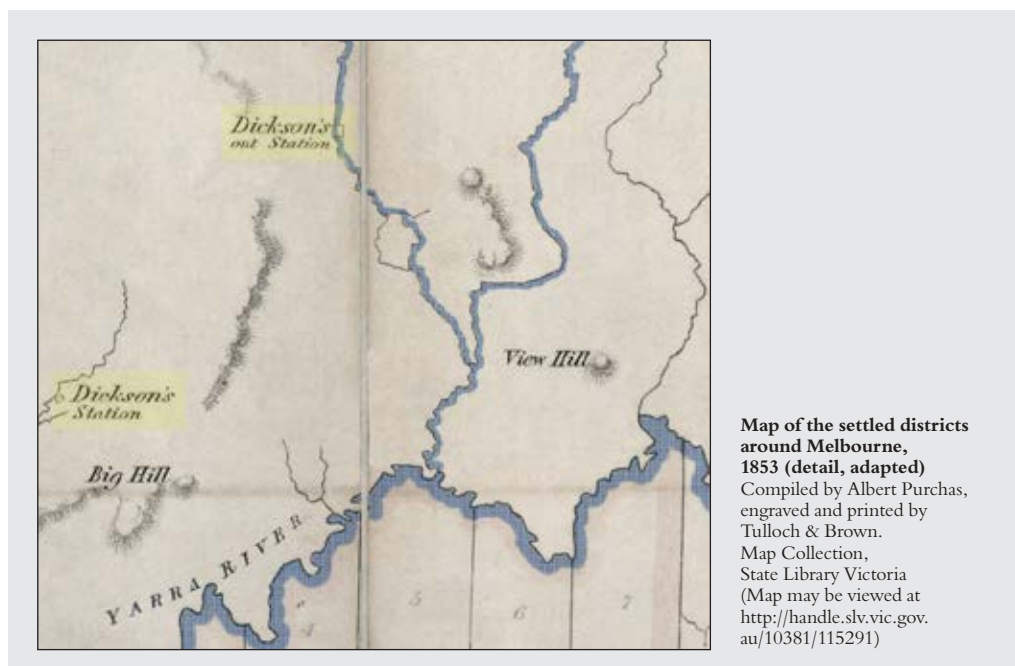 Dickson's
out Station
View Hill
Dickson's
Station
Big Hill
YARRA RIVER
4
5
6
7
Map of the settled districts
around Melbourne,
1853 (detail, adapted)
Compiled by Albert Purchas,
engraved and printed by
Tulloch & Brown.
Map Collection,
State Library Victoria
(Map may be viewed at
http://handle.slv.vic.gov.
au/10381/115291)